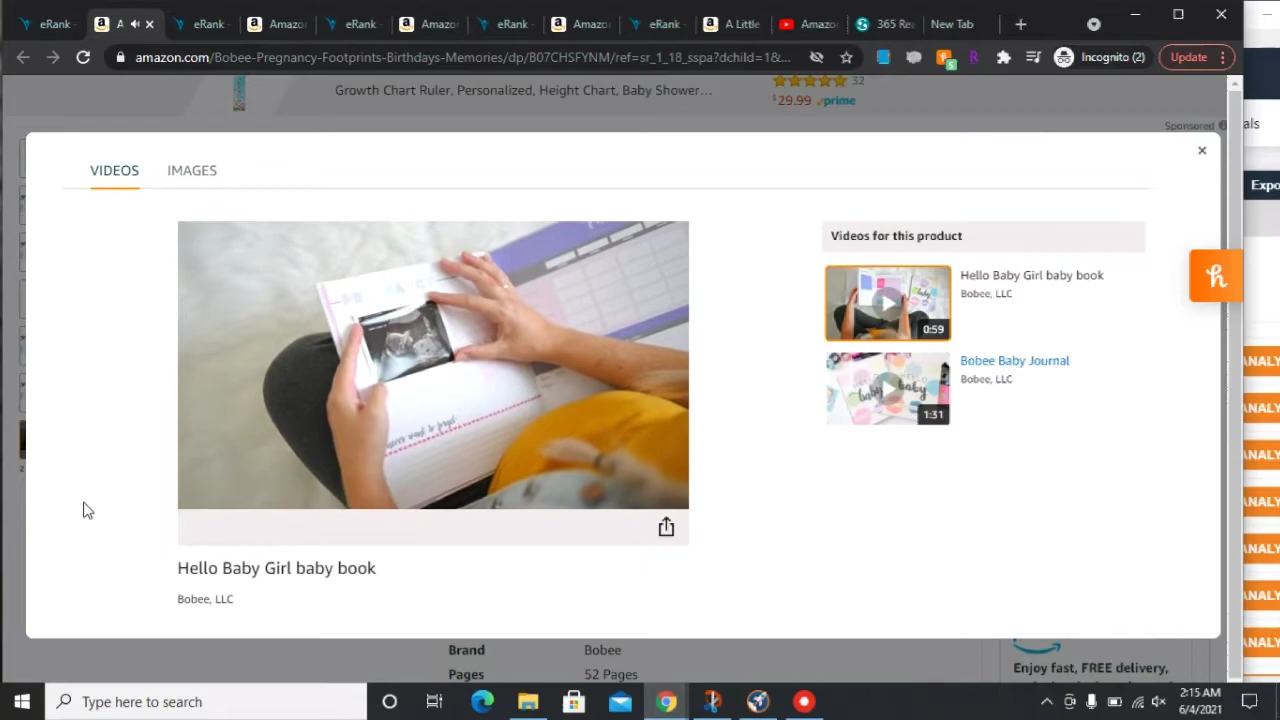 eRank
A
eRank -
Amazo
eRank -
Amazo
eRank -
Amazo
eRank -
A Little
Amazo
365 Rea
New Tab
amazon.com/Bobee-Pregnancy-Footprints-Birthdays-Memories/dp/B07CHSFYNM/ref=sr_1_18_sspa?dchild=1&...
5
R
Incognito (2)
Update
Growth Chart Ruler, Personalized, Height Chart, Baby Shower...
32
$29.99 prime
Sponsored
als
VIDEOS
IMAGES
Expo
Videos for this product
Hello Baby Girl baby book
Bobee, LLC
0:59
Bobee Baby Journal
Bobee, LLC
baby
1:31
h
ANALY
ANALY
ANALY
ANALY
ANALY
ANALY
ANALY
Hello Baby Girl baby book
Bobee, LLC
Brand
Bobee
Pages
52 Pages
Enjoy fast, FREE delivery,
Type here to search
2:15 AM
6/4/2021